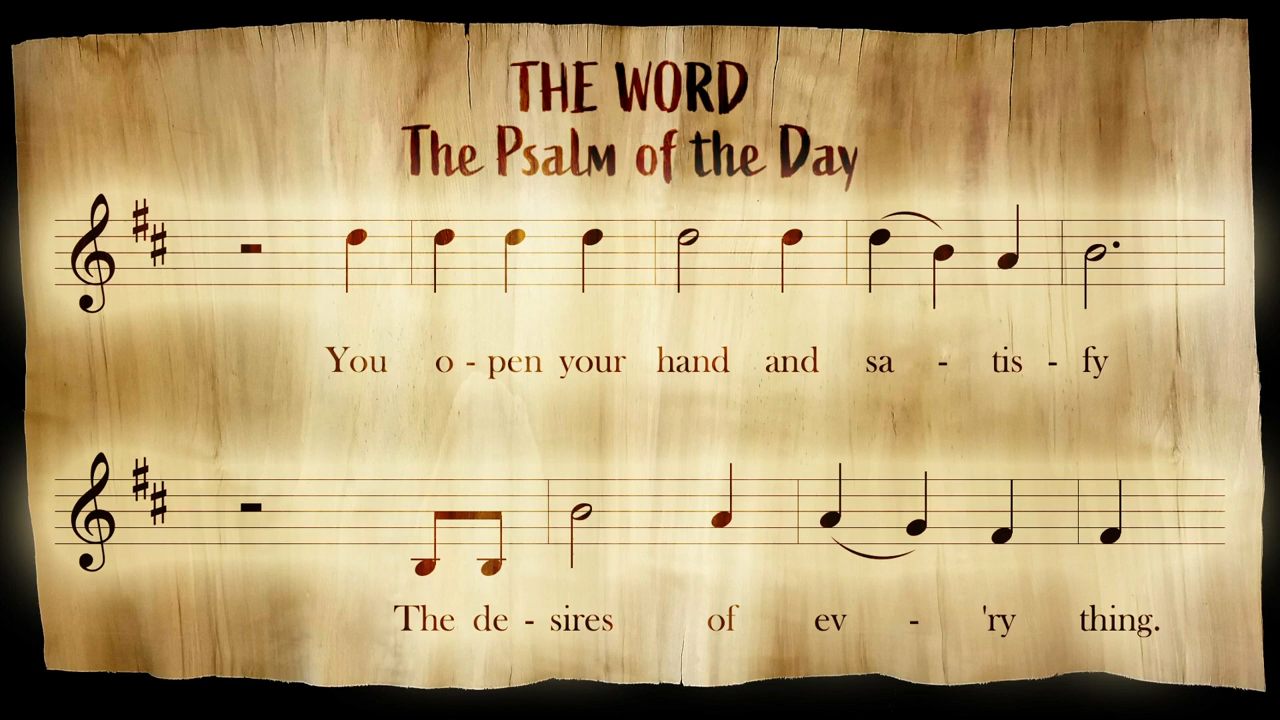 THE WORD
The Psalm of the Day
You o - pen your hand and sa - tis - fy
The de - sires of ev - 'ry thing.